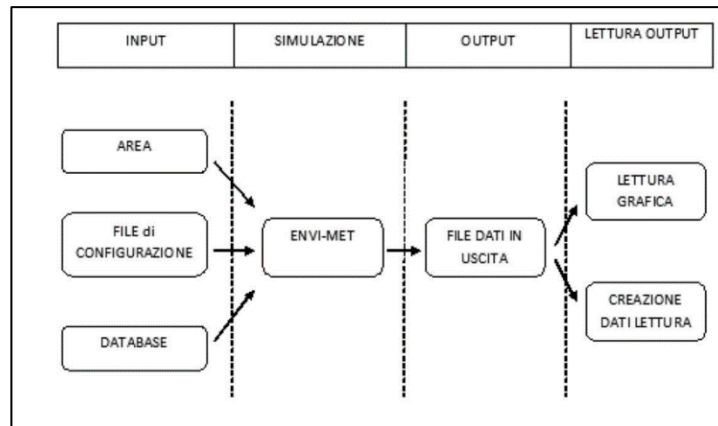 INPUT
SIMULAZIONE
OUTPUT
LETTURA OUTPUT
AREA
FILE di
CONFIGURAZIONE
DATABASE
ENVI-MET
FILE DATI IN
USCITA
LETTURA
GRAFICA
CREAZIONE
DATI LETTURA